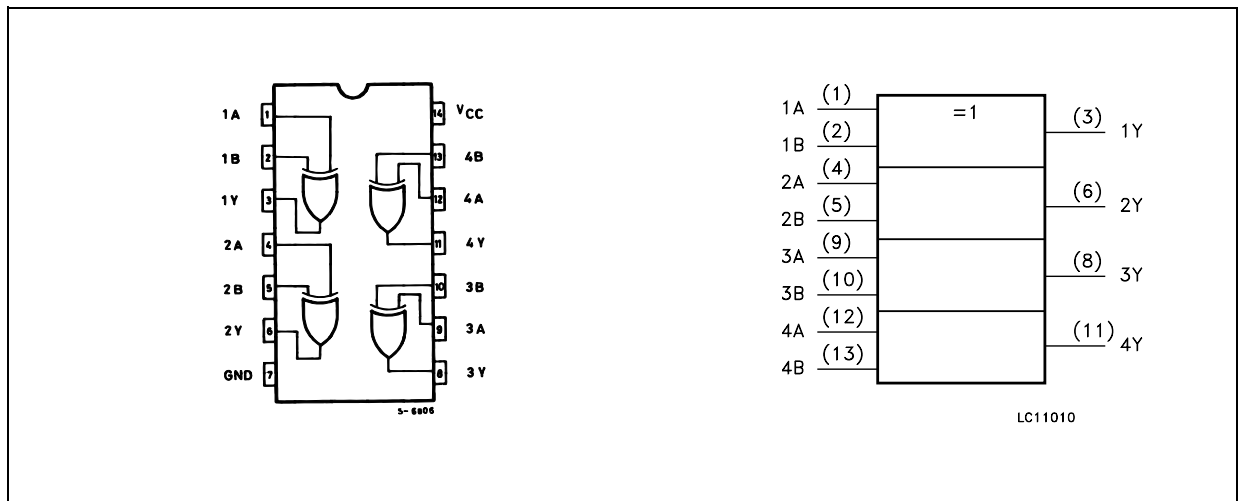 1A 1 14 VCC
1B 2 13 4B
1Y 3 12 4A
2A 4 11 4Y
2B 5 10 3B
2Y 6 9 3A
GND 7 8 3Y
S-6806
=1
1A (1)
1B (2)
2A (4)
2B (5)
3A (9)
3B (10)
4A (12)
4B (13)
(3) 1Y
(6) 2Y
(8) 3Y
(11) 4Y
LC11010